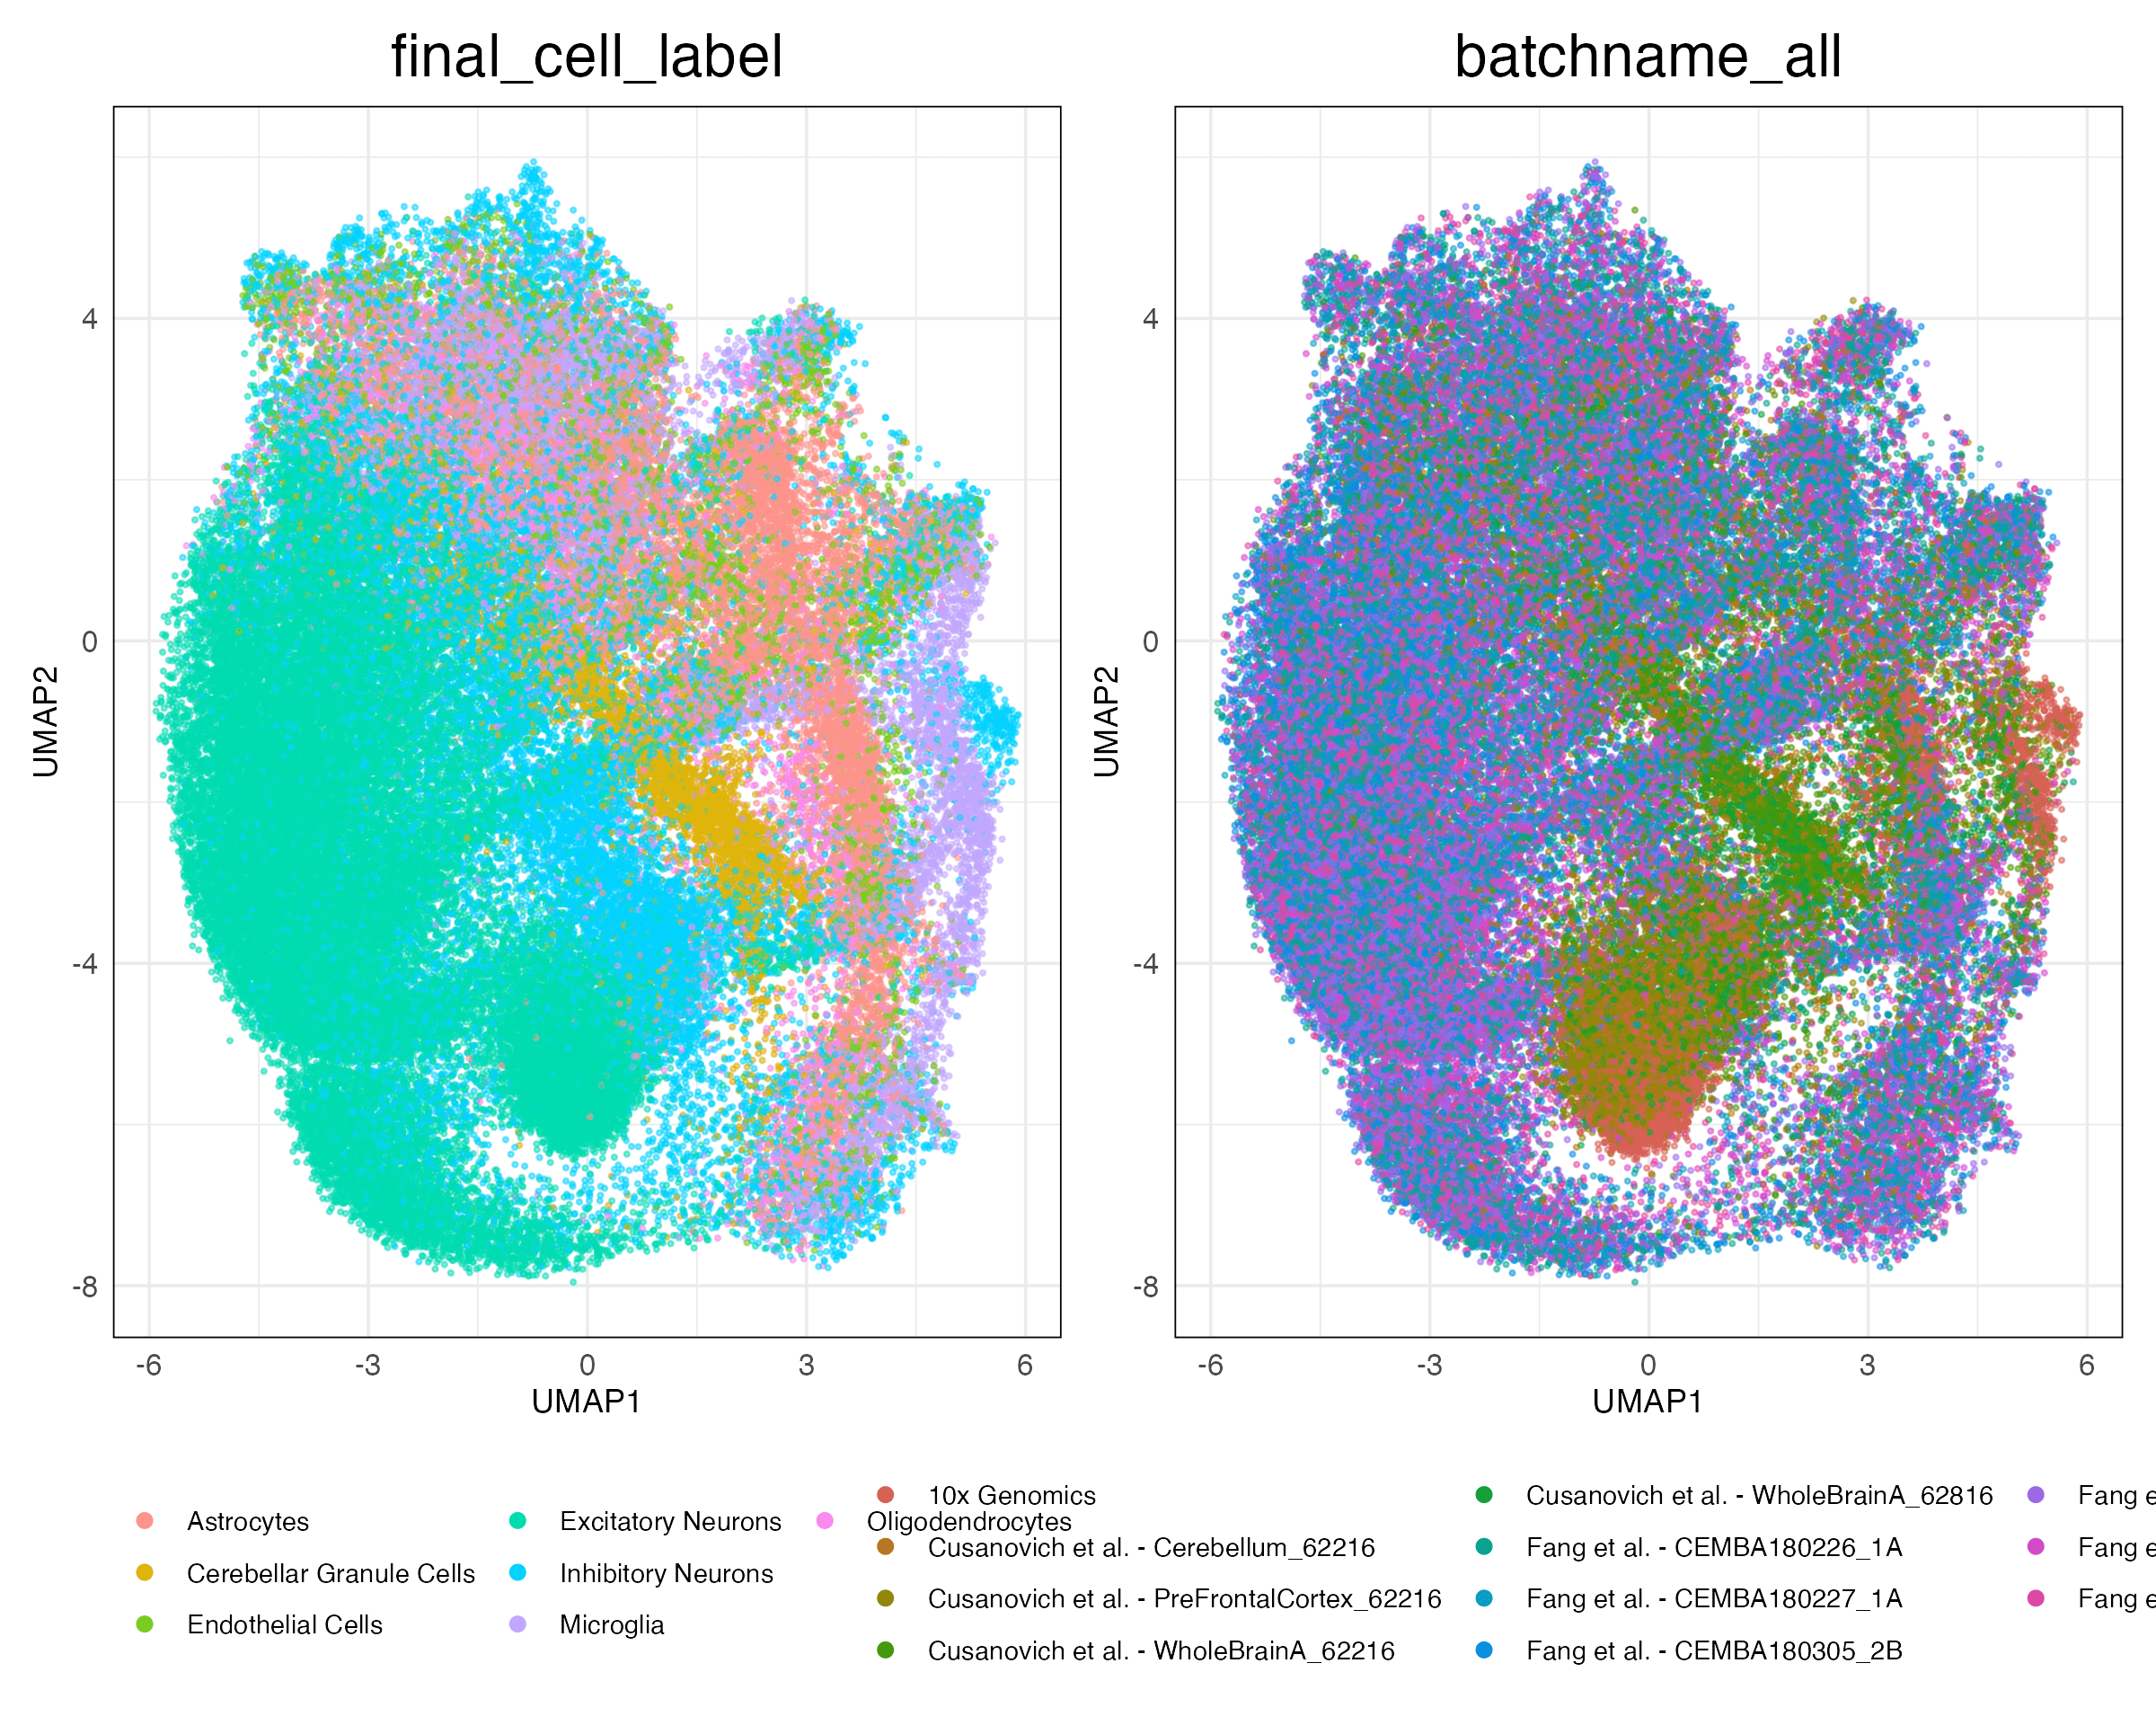 final_cell_label
batchname_all
4
0
-4
-8
UMAP2
-6 -3 0 3 6
UMAP1
4
0
-4
-8
UMAP2
-6 -3 0 3 6
UMAP1
Astrocytes
Cerebellar Granule Cells
Endothelial Cells
Excitatory Neurons
Inhibitory Neurons
Microglia
Oligodendrocytes
10x Genomics
Cusanovich et al. - Cerebellum_62216
Cusanovich et al. - PreFrontalCortex_62216
Cusanovich et al. - WholeBrainA_62216
Cusanovich et al. - WholeBrainA_62816
Fang et al. - CEMBA180226_1A
Fang et al. - CEMBA180227_1A
Fang et al. - CEMBA180305_2B
Fang e
Fang e
Fang e